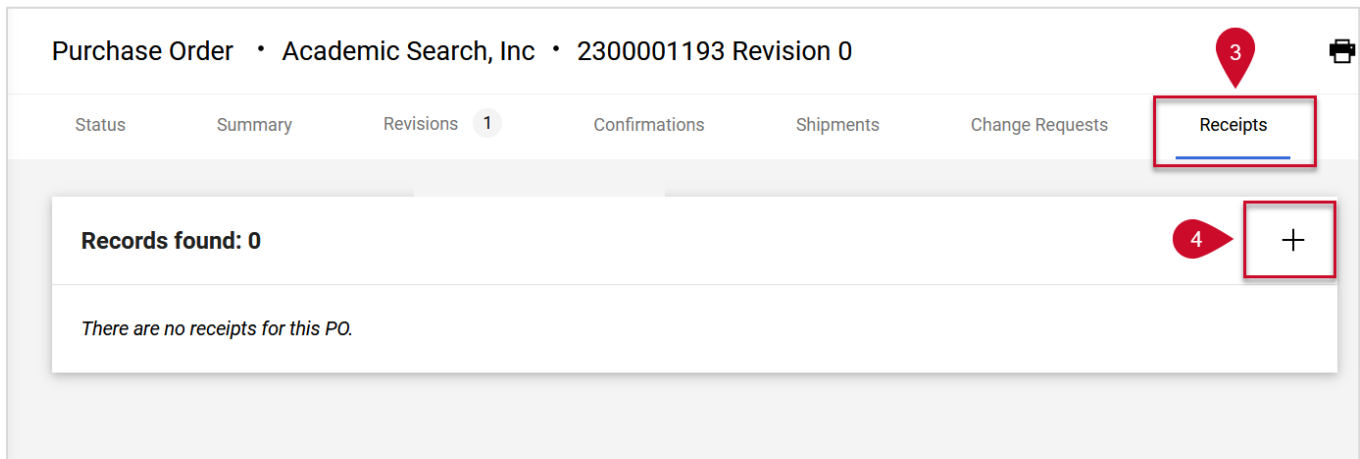 Purchase Order • Academic Search, Inc • 2300001193 Revision 0
3
Status Summary Revisions 1 Confirmations Shipments Change Requests Receipts
Records found: 0
4 +
There are no receipts for this PO.